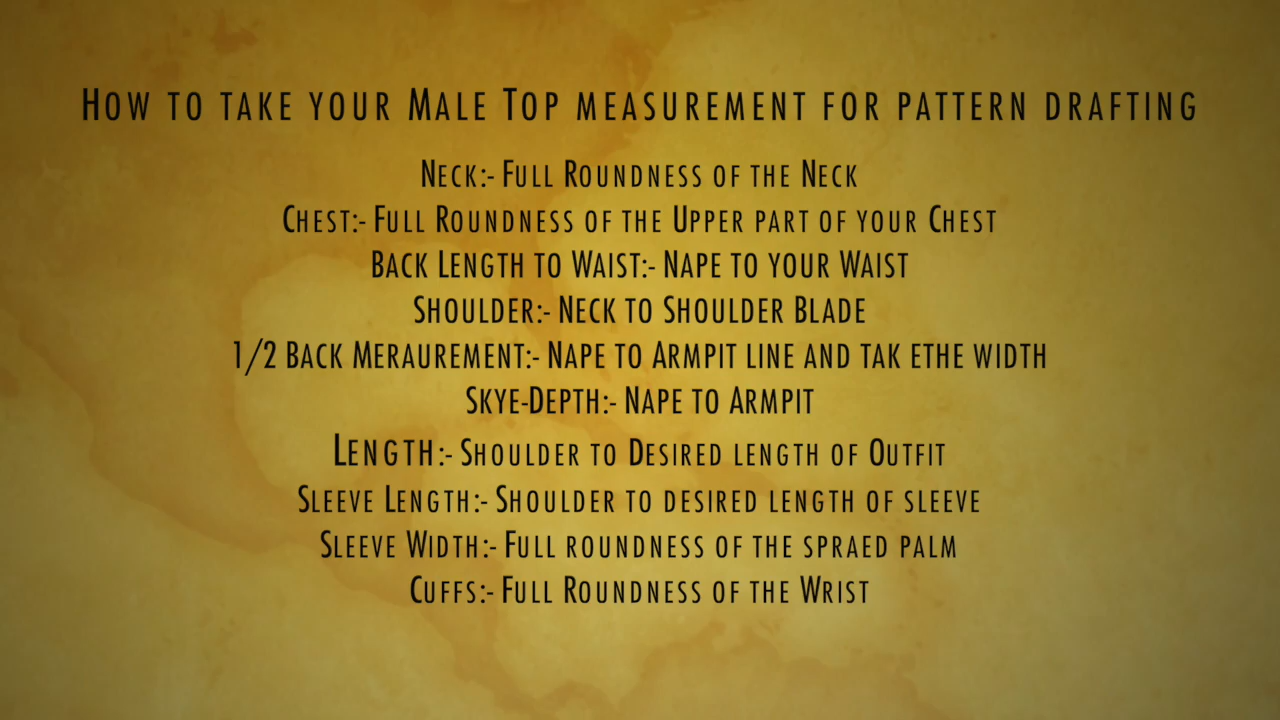 How to take your Male Top measurement for pattern drafting
Neck:- Full Roundness of the Neck
Chest:- Full Roundness of the Upper part of your Chest
Back Length to Waist:- Nape to your Waist
Shoulder:- Neck to Shoulder Blade
1/2 Back Meraurement:- Nape to Armpit line and tak ethe width
Skye-Depth:- Nape to Armpit
Length:- Shoulder to Desired length of Outfit
Sleeve Length:- Shoulder to desired length of sleeve
Sleeve Width:- Full roundness of the spraed palm
Cuffs:- Full Roundness of the Wrist